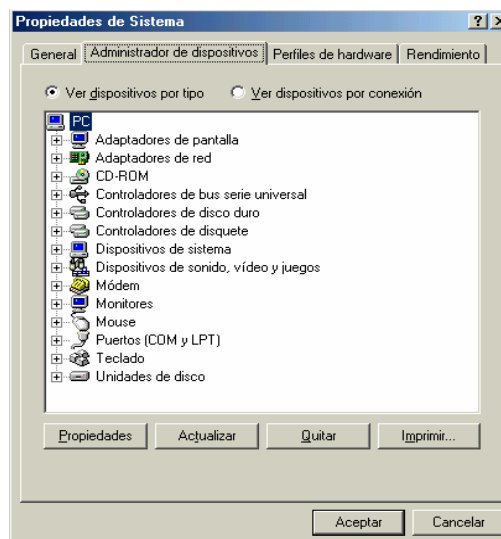 Propiedades de Sistema
General Administrador de dispositivos Perfiles de hardware Rendimiento
Ver dispositivos por tipo Ver dispositivos por conexión
PC
Adaptadores de pantalla
Adaptadores de red
CD-ROM
Controladores de bus serie universal
Controladores de disco duro
Controladores de disquete
Dispositivos de sistema
Dispositivos de sonido, vídeo y juegos
Módem
Monitores
Mouse
Puertos (COM y LPT)
Teclado
Unidades de disco
Propiedades Actualizar Quitar Imprimir...
Aceptar Cancelar